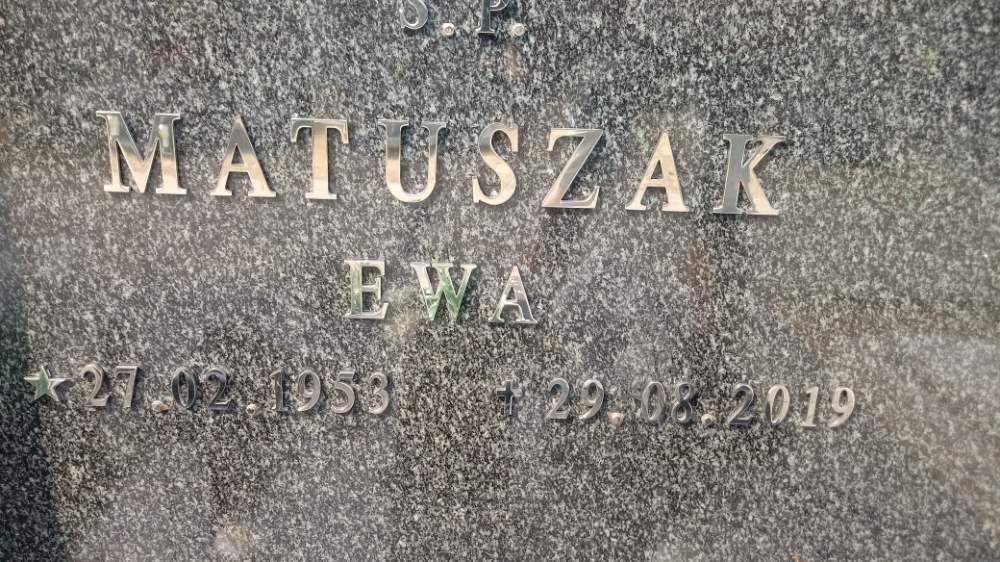 Ś.P.
MATUSZAK
EWA
★ 27.02.1953 † 29.08.2019